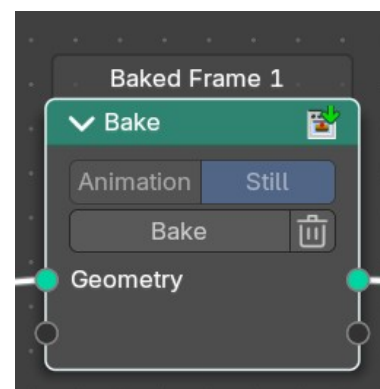 Baked Frame 1
Bake
Animation Still
Bake
Geometry